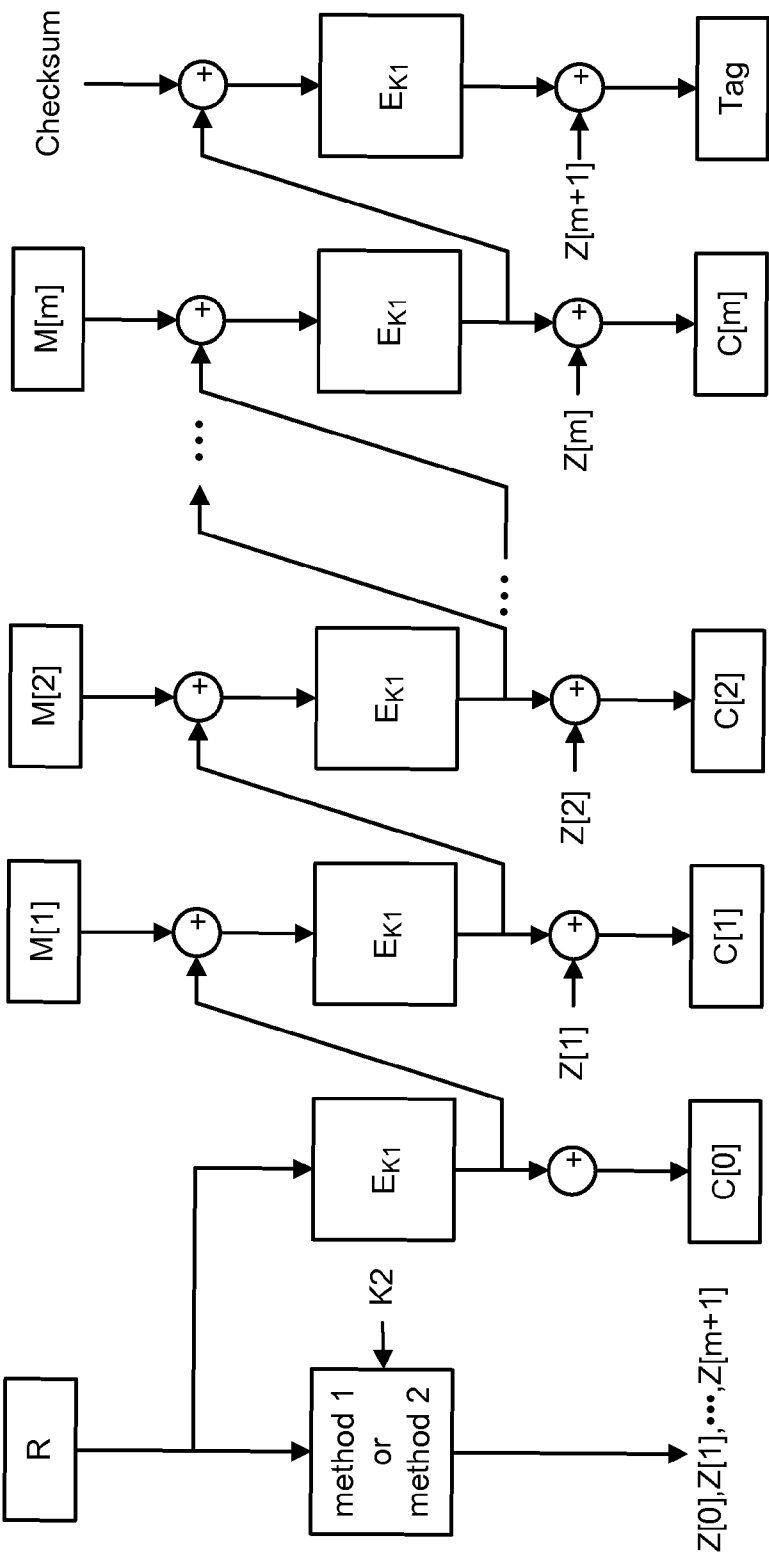 R
M[1]
M[2]
M[m]
Checksum
+
+
...
+
+
method 1
or
method 2
K2
EK1
EK1
EK1
EK1
EK1
....
+
Z[1]
+
Z[2]
+
Z[m]
+
Z[m+1]
+
Z[0],Z[1],...,Z[m+1]
C[0]
C[1]
C[2]
C[m]
Tag